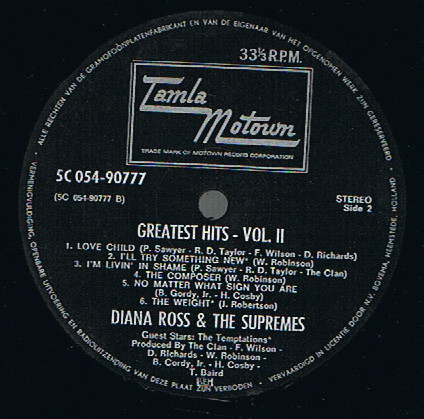 ALLE RECHTEN VAN DE GRAMOFOONPLATENFABRIKANT EN VAN DE EIGENAAR VAN HET OPGENOMEN WERK ZIJN GERESERVEERD
33⅓ R.P.M.
Tamla
Motown
TRADE MARK OF MOTOWN RECORD CORPORATION
5C 054-90777
(5C 054-90777 B)
STEREO
Side 2
GREATEST HITS - VOL. II
1. LOVE CHILD (P. Sawyer - R. D. Taylor - F. Wilson - D. Richards)
2. I'LL TRY SOMETHING NEW* (W. Robinson)
3. I'M LIVIN' IN SHAME (P. Sawyer - R. D. Taylor - The Clan)
4. THE COMPOSER (W. Robinson)
5. NO MATTER WHAT SIGN YOU ARE
(B. Gordy, Jr. - H. Cosby)
6. THE WEIGHT* (J. Robertson)
DIANA ROSS & THE SUPREMES
Guest Stars: The Temptations*
Produced By The Clan - F. Wilson -
D. Richards - W. Robinson -
B. Gordy, Jr. - H. Cosby -
T. Baird
VERMENIGVULDIGING, OPENBARE UITVOERING EN RADIOUITZENDING VAN DEZE PLAAT ZIJN VERBODEN
VERVAARDIGD IN LICENTIE DOOR N.V. BOVEMA, HEEMSTEDE, HOLLAND